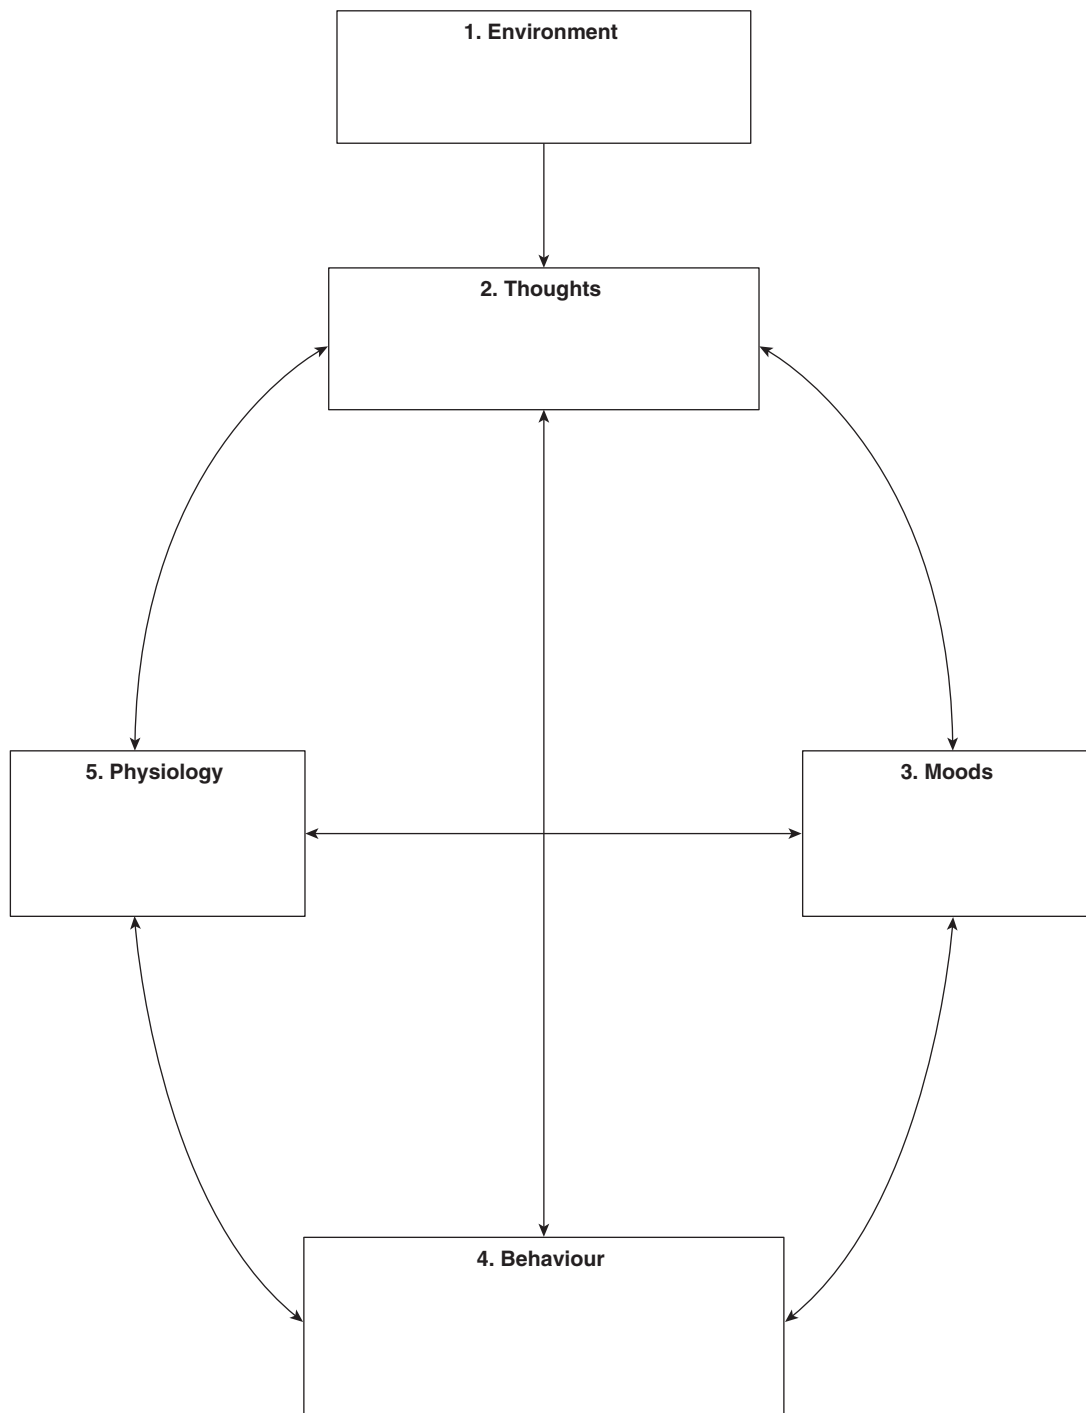 1. Environment
2. Thoughts
5. Physiology
3. Moods
4. Behaviour